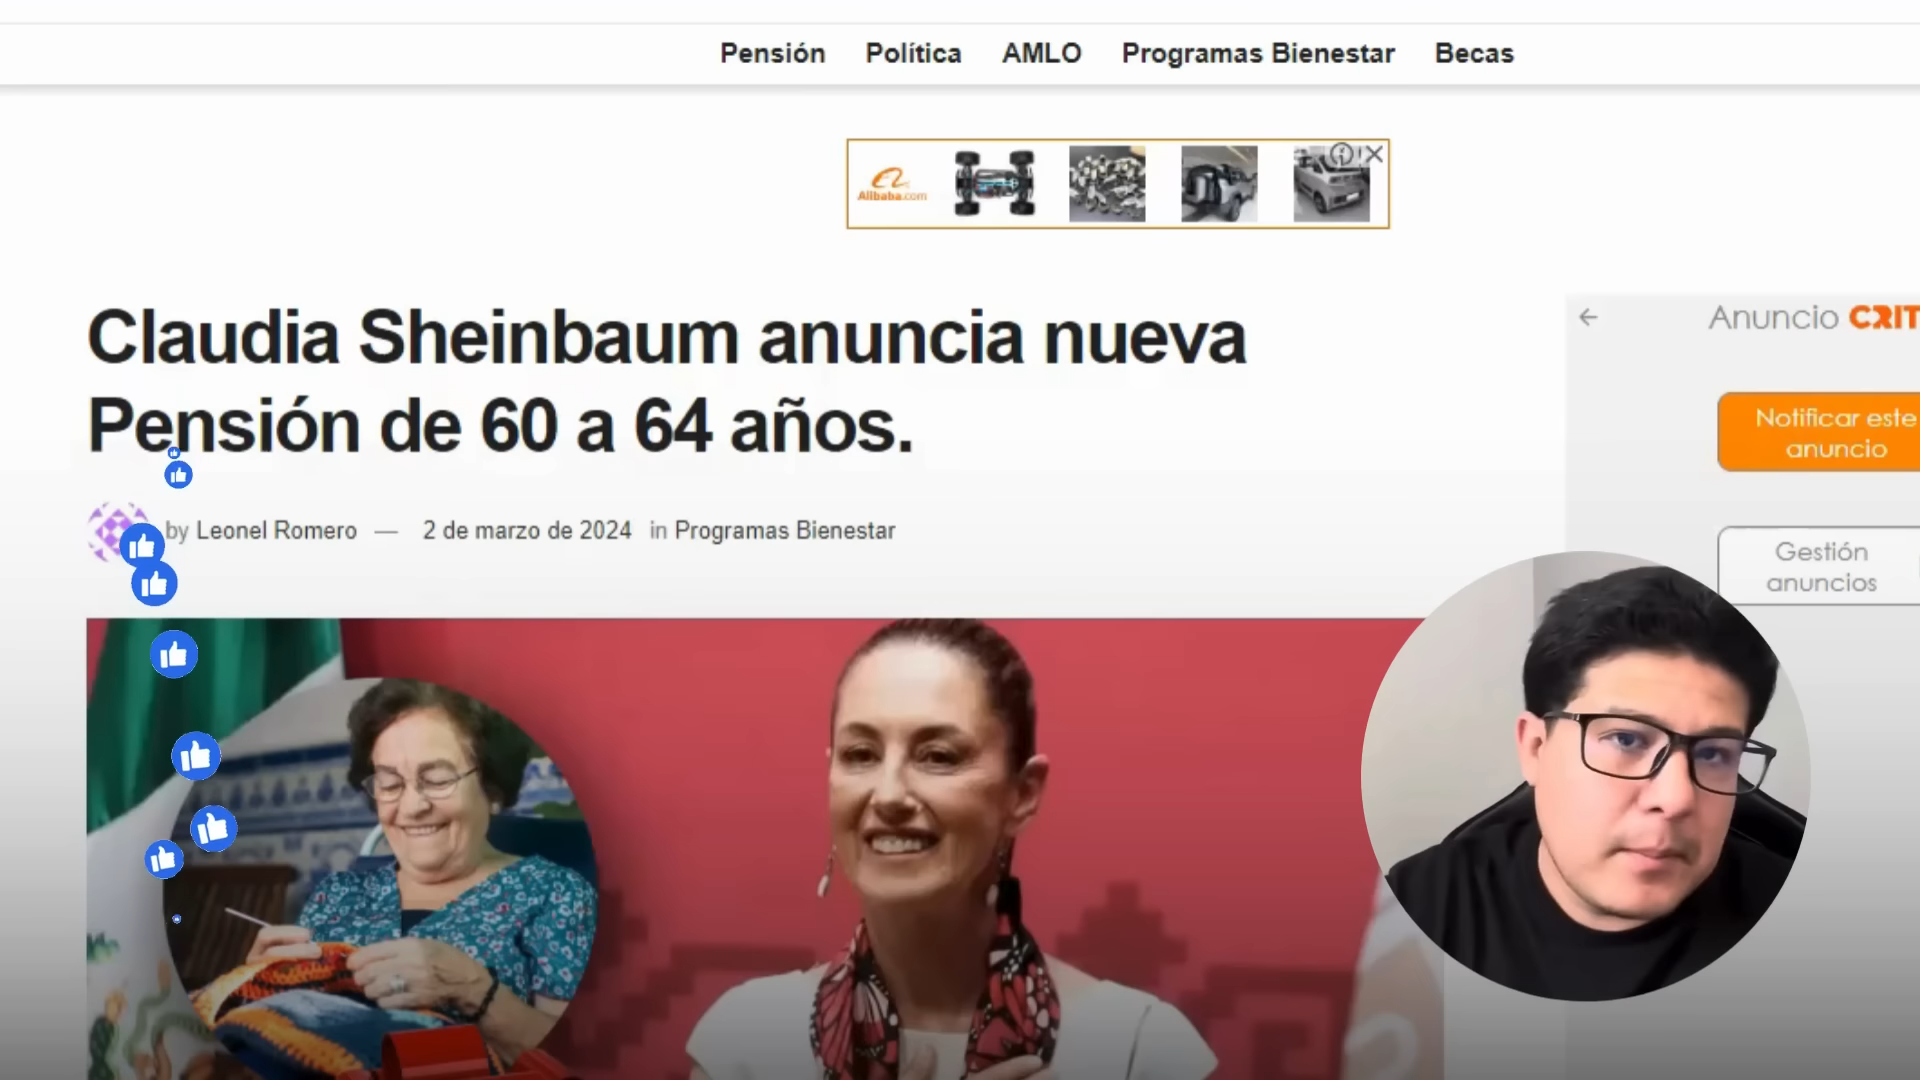 Pensión Política AMLO Programas Bienestar Becas
Alibaba.com
Claudia Sheinbaum anuncia nueva
Pensión de 60 a 64 años.
by Leonel Romero — 2 de marzo de 2024 in Programas Bienestar
Anuncio CRIT
Notificar este
anuncio
Gestión
anuncios